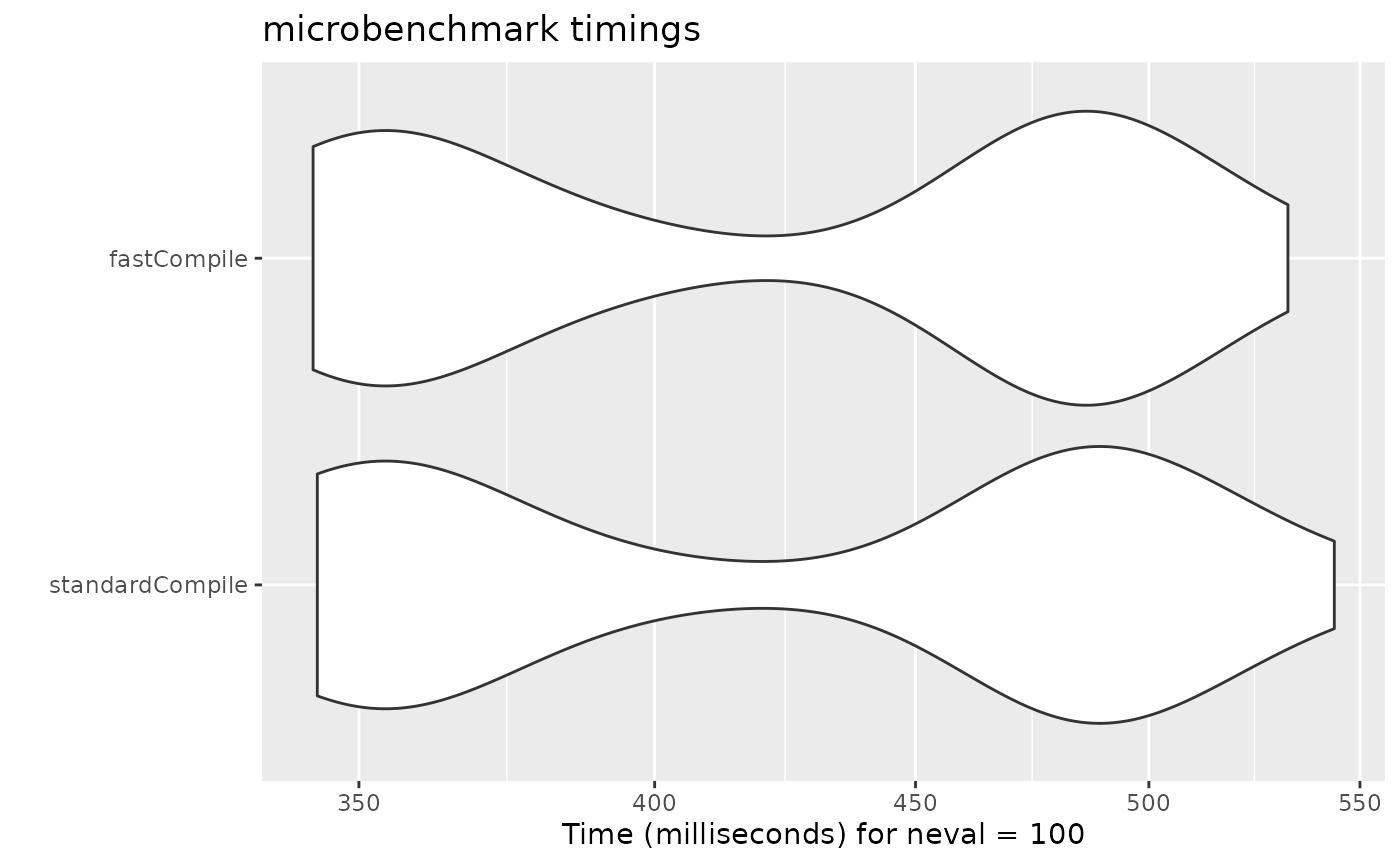 microbenchmark timings
fastCompile
standardCompile
350 400 450 500 550
Time (milliseconds) for neval = 100